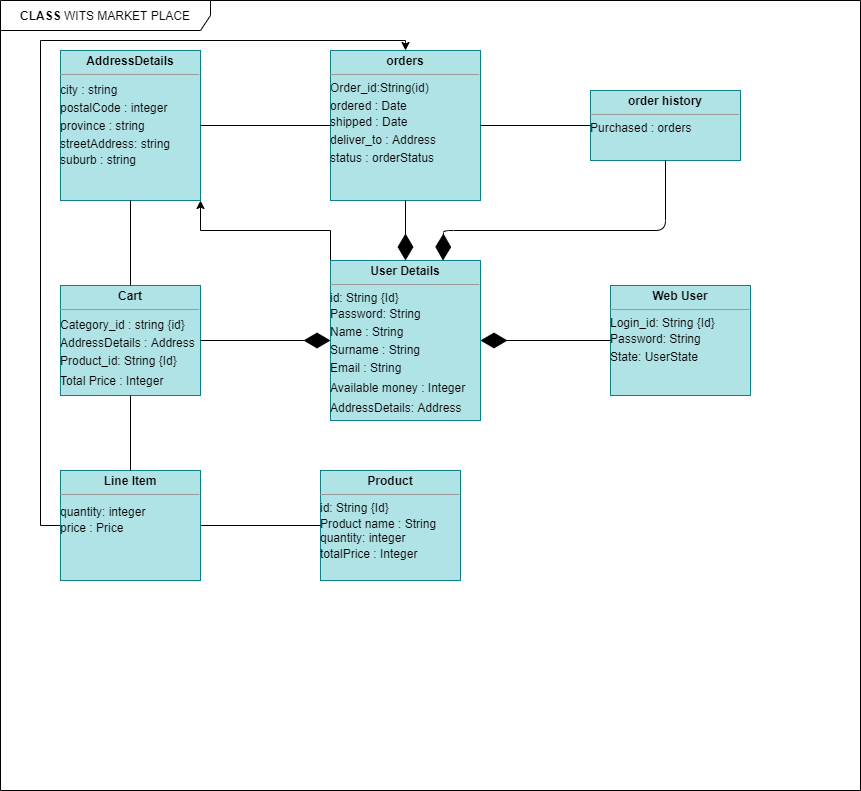 CLASS WITS MARKET PLACE
AddressDetails
city : string
postalCode : integer
province : string
streetAddress: string
suburb : string
orders
Order_id:String(id)
ordered : Date
shipped : Date
deliver_to : Address
status : orderStatus
order history
Purchased : orders
Cart
Category_id : string {id}
AddressDetails : Address
Product_id: String {Id}
Total Price : Integer
User Details
id: String {Id}
Password: String
Name : String
Surname : String
Email : String
Available money : Integer
AddressDetails: Address
Web User
Login_id: String {Id}
Password: String
State: UserState
Line Item
quantity: integer
price : Price
Product
id: String {Id}
Product name : String
quantity: integer
totalPrice : Integer